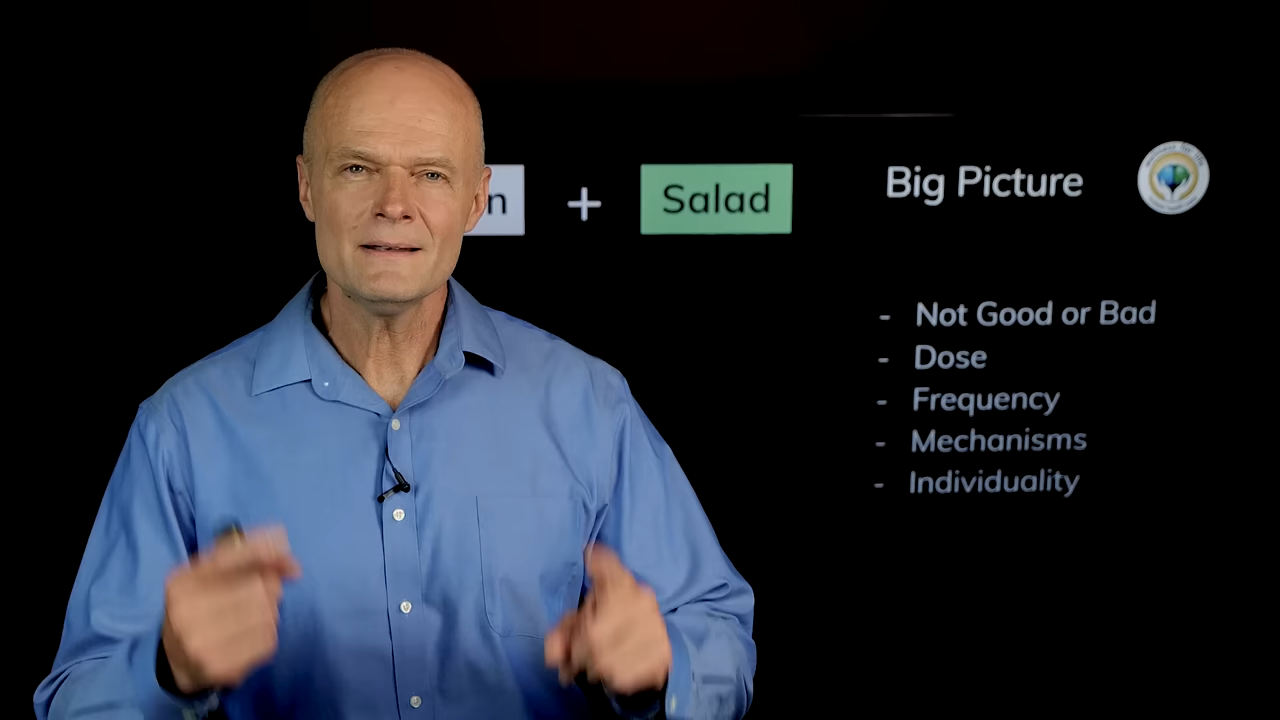 n + Salad
Big Picture
- Not Good or Bad
- Dose
- Frequency
- Mechanisms
- Individuality